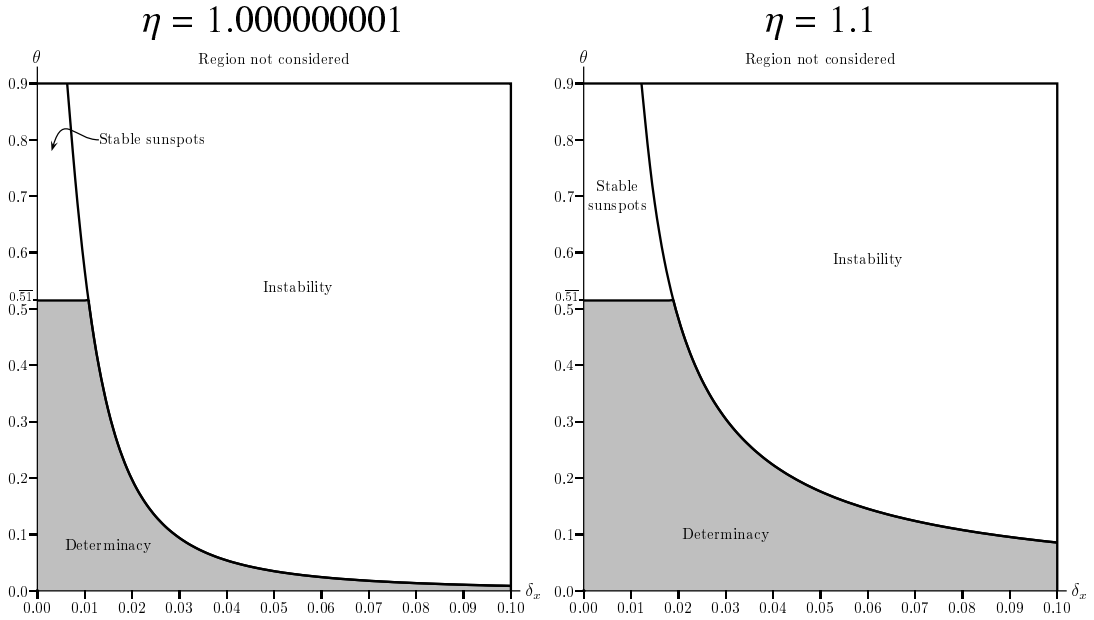 η = 1.000000001
θ
Region not considered
0.9
0.8
0.7
0.6
0.51
0.5
0.4
0.3
0.2
0.1
0.0
Stable sunspots
Instability
Determinacy
0.00 0.01 0.02 0.03 0.04 0.05 0.06 0.07 0.08 0.09 0.10
δx
η = 1.1
θ
Region not considered
0.9
0.8
0.7
0.6
0.51
0.5
0.4
0.3
0.2
0.1
0.0
Stable
sunspots
Instability
Determinacy
0.00 0.01 0.02 0.03 0.04 0.05 0.06 0.07 0.08 0.09 0.10
δx